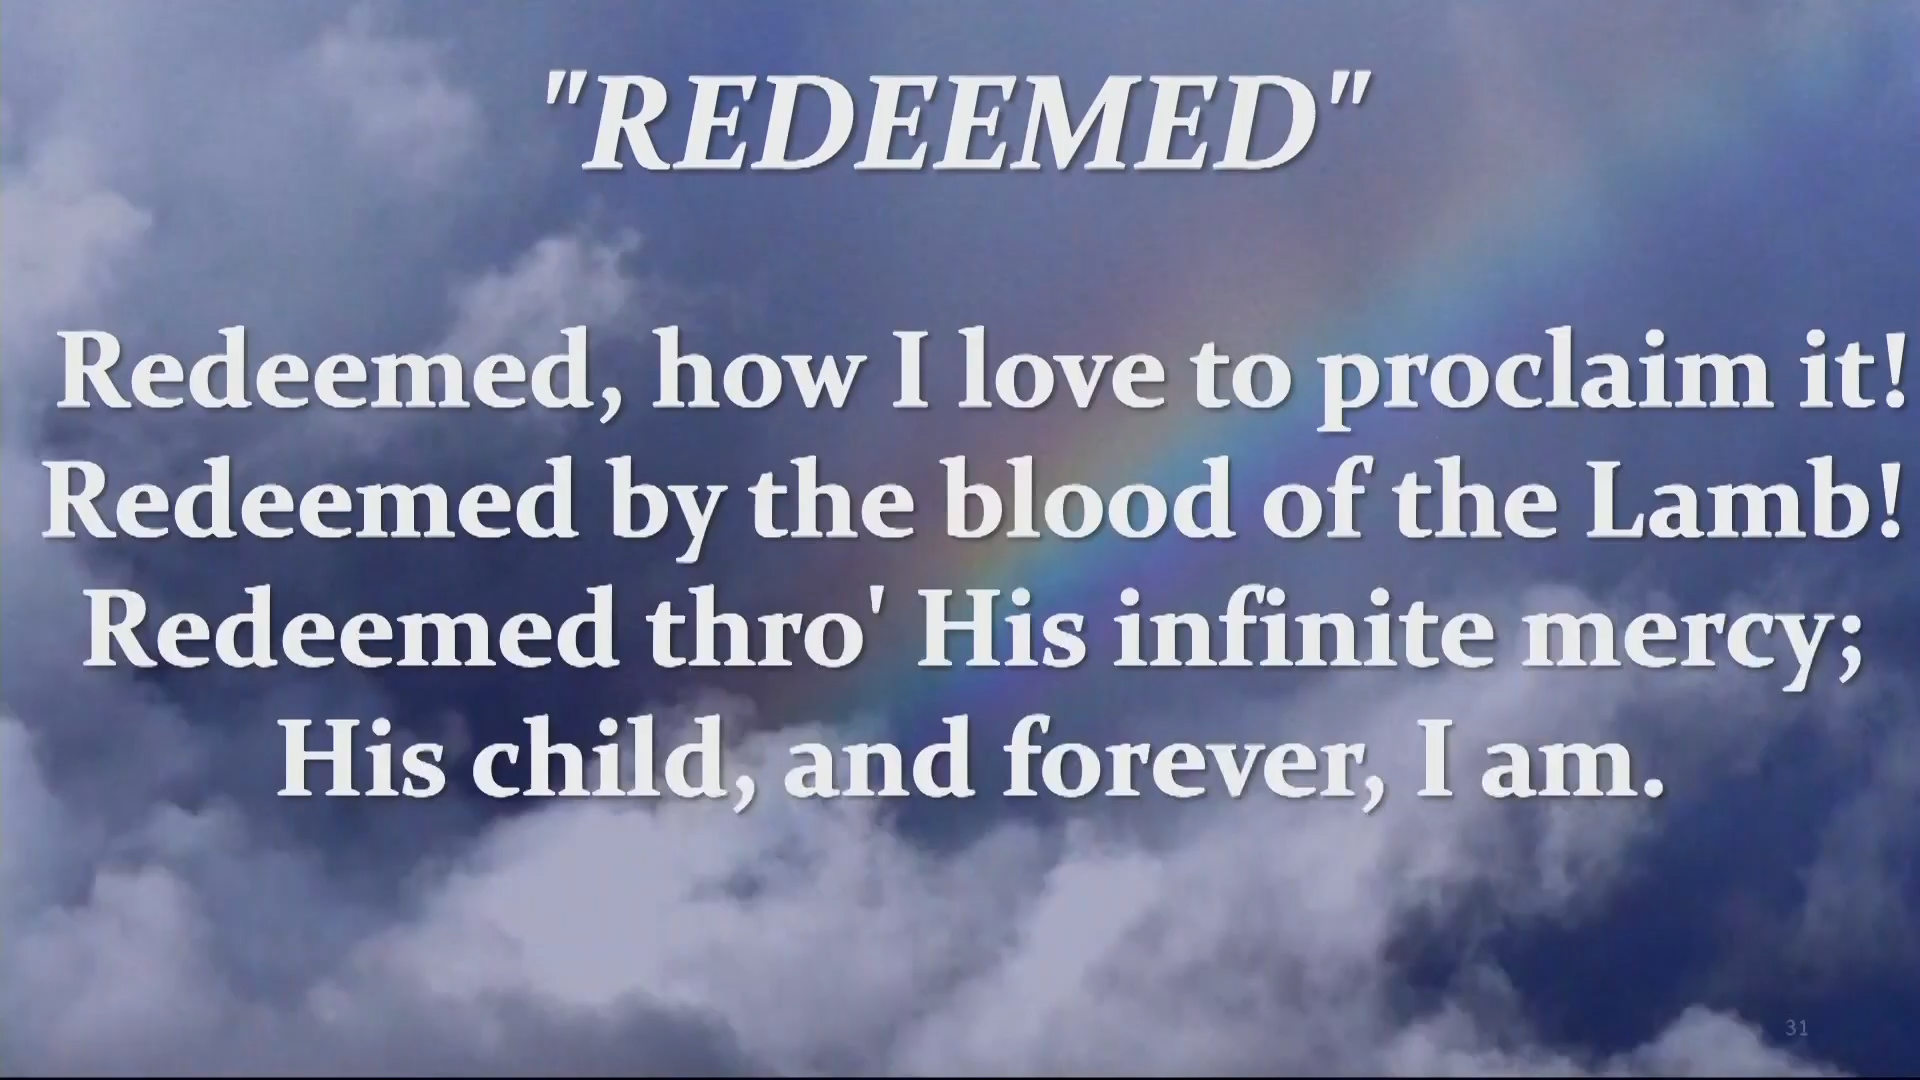 "REDEEMED"
Redeemed, how I love to proclaim it!
Redeemed by the blood of the Lamb!
Redeemed thro' His infinite mercy;
His child, and forever, I am.
31